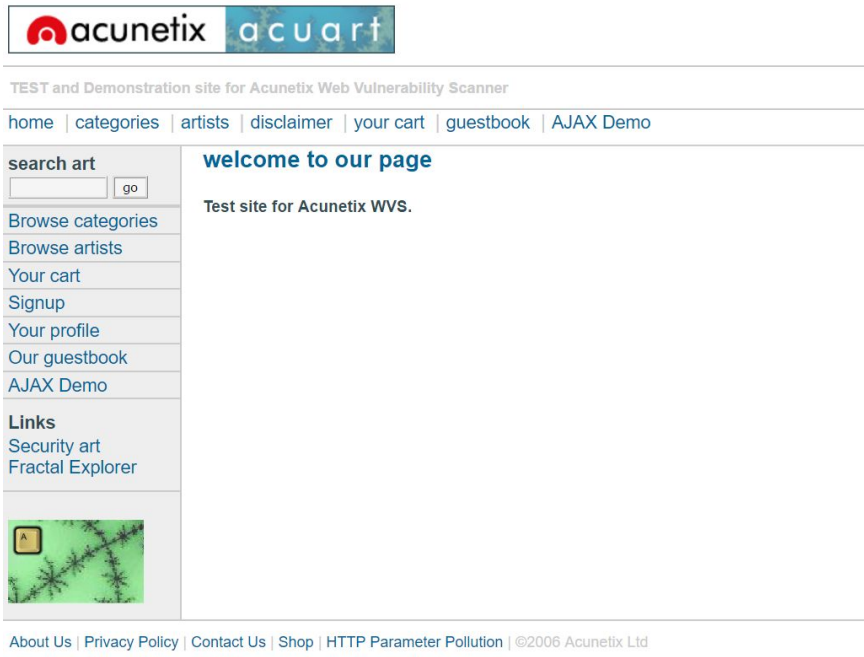 acunetix acuart
TEST and Demonstration site for Acunetix Web Vulnerability Scanner
home | categories | artists | disclaimer | your cart | guestbook | AJAX Demo
search art
go
Browse categories
Browse artists
Your cart
Signup
Your profile
Our guestbook
AJAX Demo
Links
Security art
Fractal Explorer
A
welcome to our page
Test site for Acunetix WVS.
About Us | Privacy Policy | Contact Us | Shop | HTTP Parameter Pollution | ©2006 Acunetix Ltd